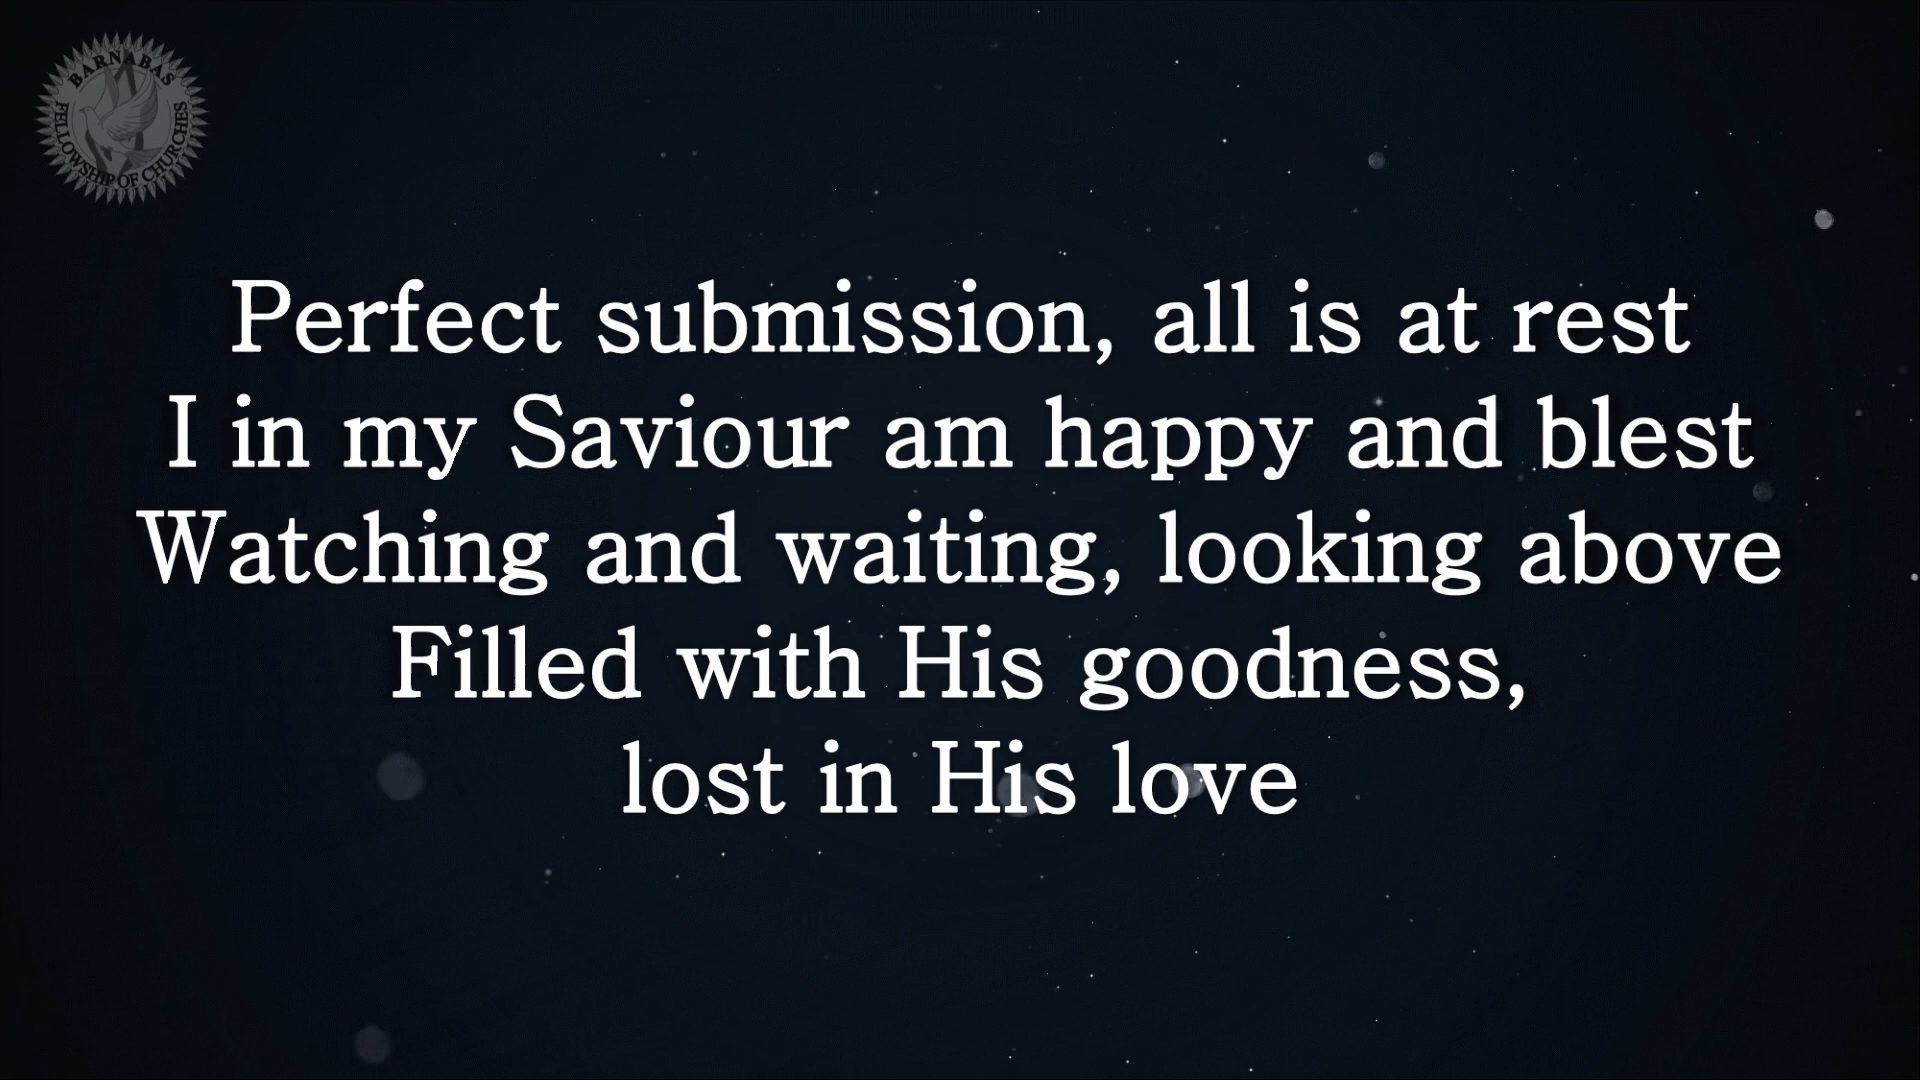 BARNABAS
FELLOWSHIP OF CHURCHES
Perfect submission, all is at rest
I in my Saviour am happy and blest
Watching and waiting, looking above
Filled with His goodness,
lost in His love